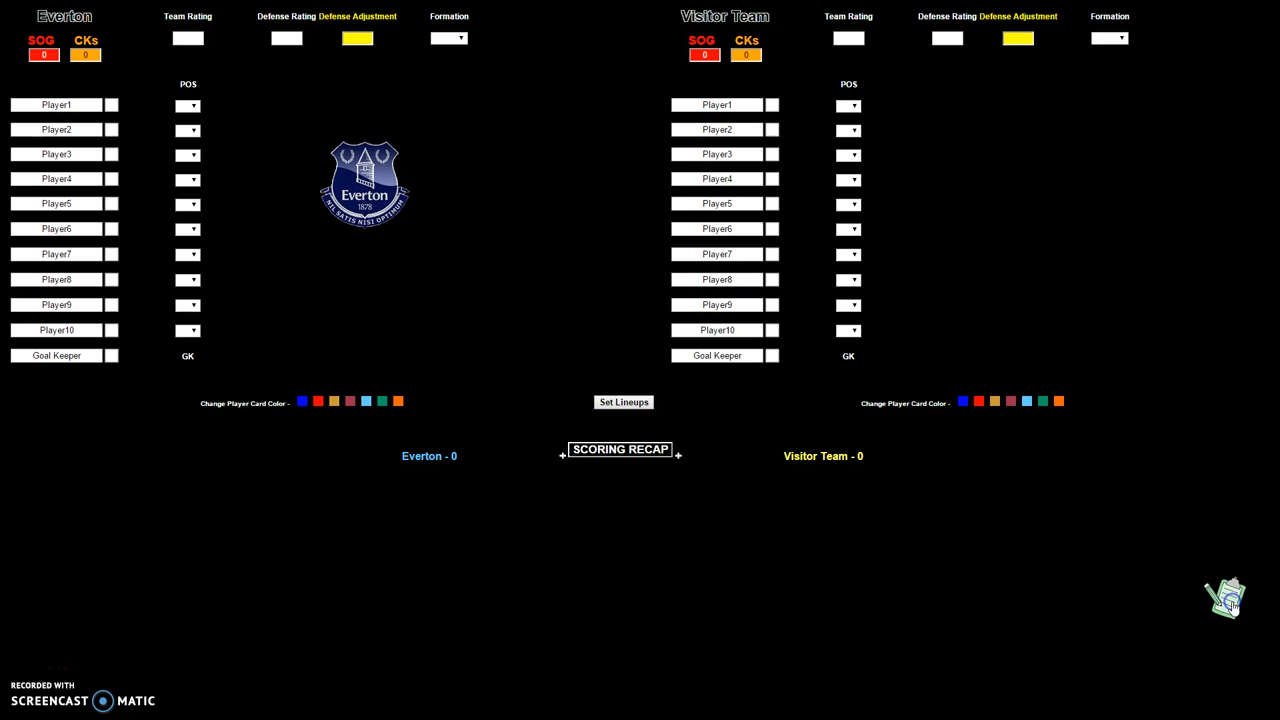 Everton Team Rating Defense Rating Defense Adjustment Formation
SOG CKs
0 0
POS
Player1
Player2
Player3
Player4
Player5
Player6
Player7
Player8
Player9
Player10
Goal Keeper GK
Everton
1878
NIL SATIS NISI OPTIMUM
Change Player Card Color -
Visitor Team Team Rating Defense Rating Defense Adjustment Formation
SOG CKs
0 0
POS
Player1
Player2
Player3
Player4
Player5
Player6
Player7
Player8
Player9
Player10
Goal Keeper GK
Change Player Card Color -
Set Lineups
+ SCORING RECAP +
Everton - 0 Visitor Team - 0
RECORDED WITH
SCREENCAST MATIC